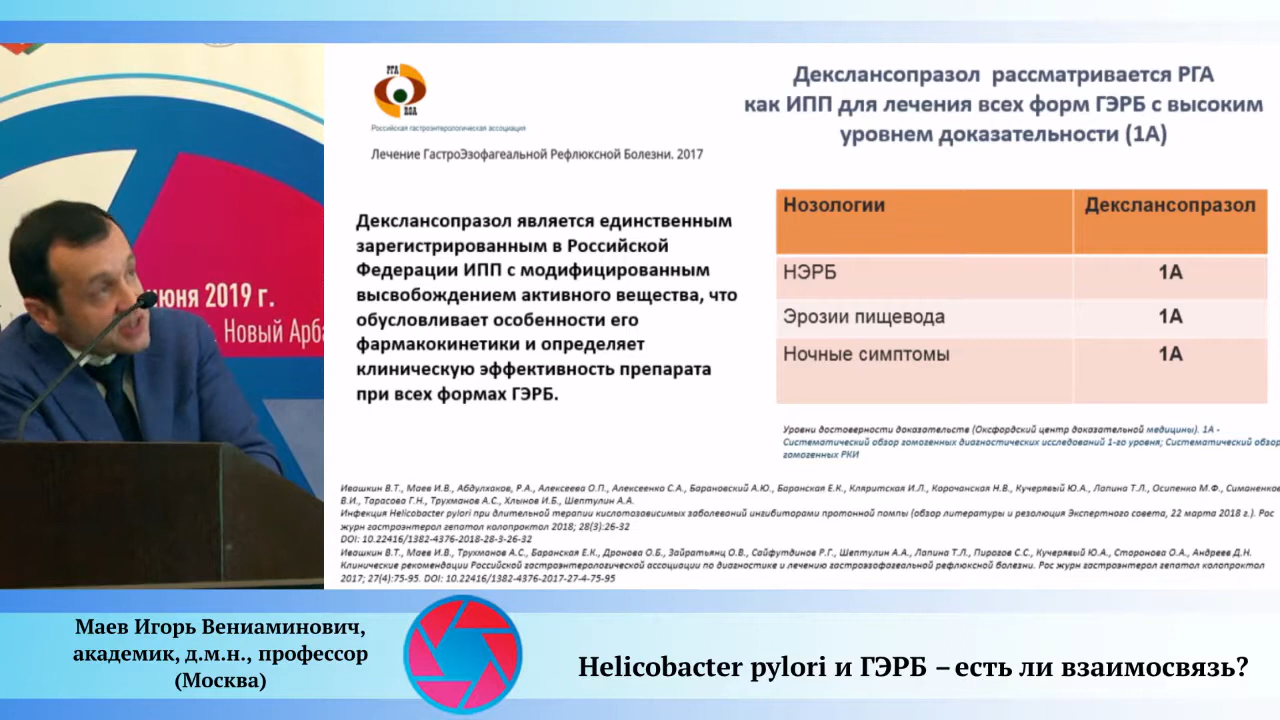 июня 2019 г.
. Новый Арба
РГА
RGA
Российская гастроэнтерологическая ассоциация
Лечение ГастроЭзофагеальной Рефлюксной Болезни. 2017
Декслансопразол рассматривается РГА
как ИПП для лечения всех форм ГЭРБ с высоким
уровнем доказательности (1А)
Декслансопразол является единственным
зарегистрированным в Российской
Федерации ИПП с модифицированным
высвобождением активного вещества, что
обусловливает особенности его
фармакокинетики и определяет
клиническую эффективность препарата
при всех формах ГЭРБ.
Нозологии Декслансопразол
НЭРБ 1А
Эрозии пищевода 1А
Ночные симптомы 1А
Уровни достоверности доказательств (Оксфордский центр доказательной медицины). 1А -
Систематический обзор гомогенных диагностических исследований 1-го уровня; Систематический обзор
гомогенных РКИ
Ивашкин В.Т., Маев И.В., Абдулхаков, Р.А., Алексеева О.П., Алексеенко С.А., Барановский А.Ю., Баранская Е.К., Кляритская И.Л., Корочанская Н.В., Кучерявый Ю.А., Лапина Т.Л., Осипенко М.Ф., Симаненков
В.И., Тарасова Г.Н., Трухманов А.С., Хлынов И.Б., Шептулин А.А.
Инфекция Helicobacter pylori при длительной терапии кислотозависимых заболеваний ингибиторами протонной помпы (обзор литературы и резолюция Экспертного совета, 22 марта 2018 г.). Рос
журн гастроэнтерол гепатол колопроктол 2018; 28(3):26-32
DOI: 10.22416/1382-4376-2018-28-3-26-32
Ивашкин В.Т., Маев И.В., Трухманов А.С., Баранская Е.К., Дронова О.Б., Зайратьянц О.В., Сайфутдинов Р.Г., Шептулин А.А., Лапина Т.Л., Пирогов С.С., Кучерявый Ю.А., Сторонова О.А., Андреев Д.Н.
Клинические рекомендации Российской гастроэнтерологической ассоциации по диагностике и лечению гастроэзофагеальной рефлюксной болезни. Рос журн гастроэнтерол гепатол колопроктол
2017; 27(4):75-95. DOI: 10.22416/1382-4376-2017-27-4-75-95
Маев Игорь Вениаминович,
академик, д.м.н., профессор
(Москва)
Helicobacter pylori и ГЭРБ – есть ли взаимосвязь?